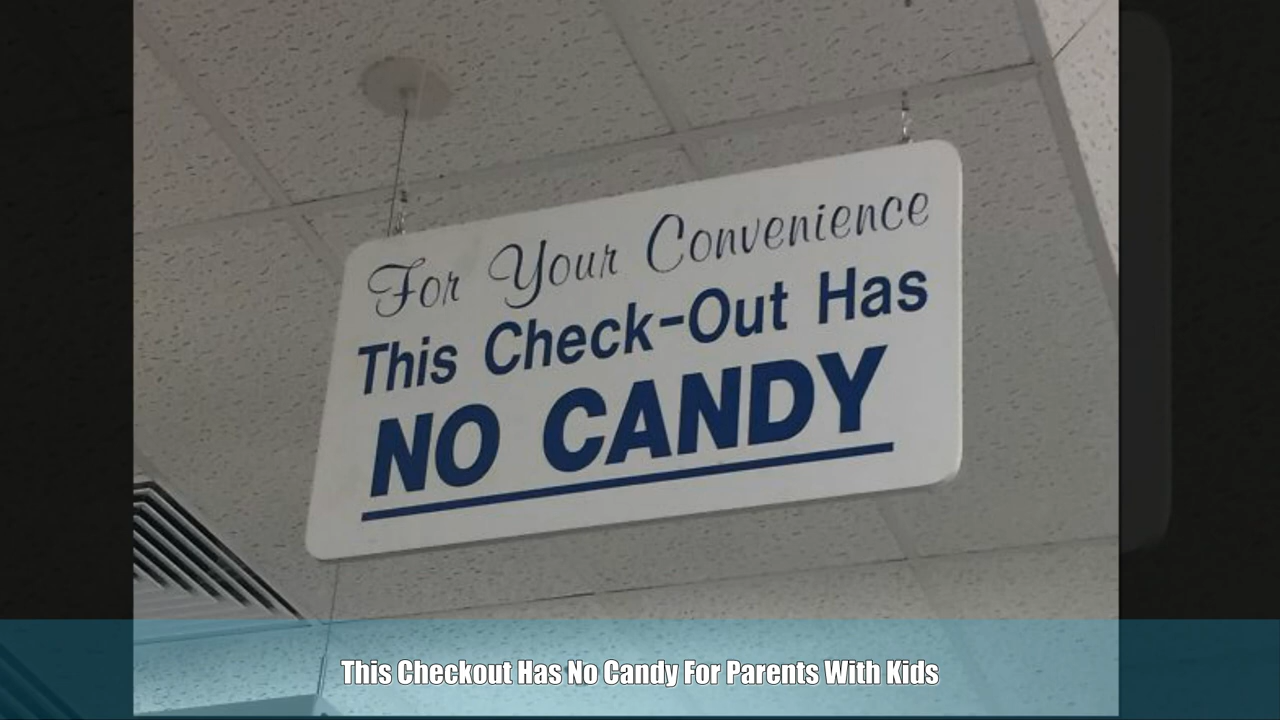 For Your Convenience
This Check-Out Has
NO CANDY
This Checkout Has No Candy For Parents With Kids